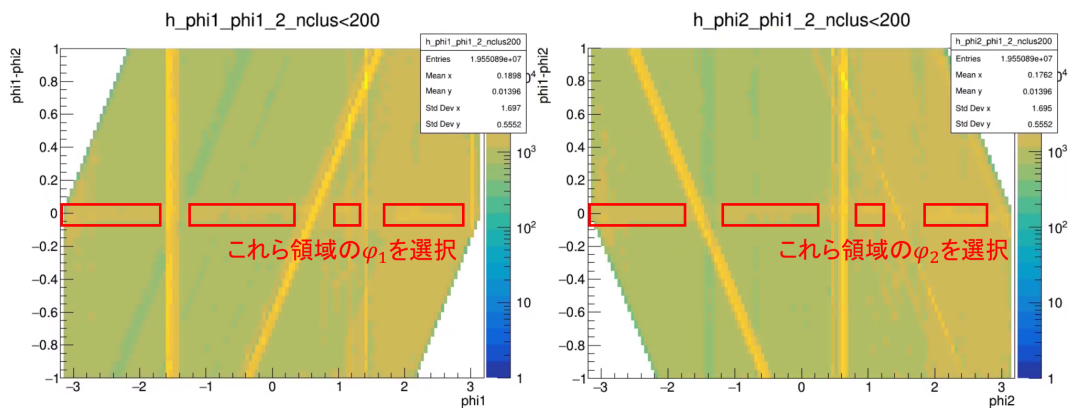 h_phi1_phi1_2_nclus<200
h_phi1_phi1_2_nclus200
Entries 1.955089e+07
Mean x 0.1898
Mean y 0.01396
Std Dev x 1.697
Std Dev y 0.5552
phi1-phi2
1
0.8
0.6
0.4
0.2
0
−0.2
−0.4
−0.6
−0.8
−1
−3
−2
−1
0
1
2
3
phi1
10³
10²
10
1
これら領域のφ₁を選択
h_phi2_phi1_2_nclus<200
h_phi2_phi1_2_nclus200
Entries 1.955089e+07
Mean x 0.1762
Mean y 0.01396
Std Dev x 1.695
Std Dev y 0.5552
phi1-phi2
1
0.8
0.6
0.4
0.2
0
−0.2
−0.4
−0.6
−0.8
−1
−3
−2
−1
0
1
2
3
phi2
10³
10²
10
1
これら領域のφ₂を選択